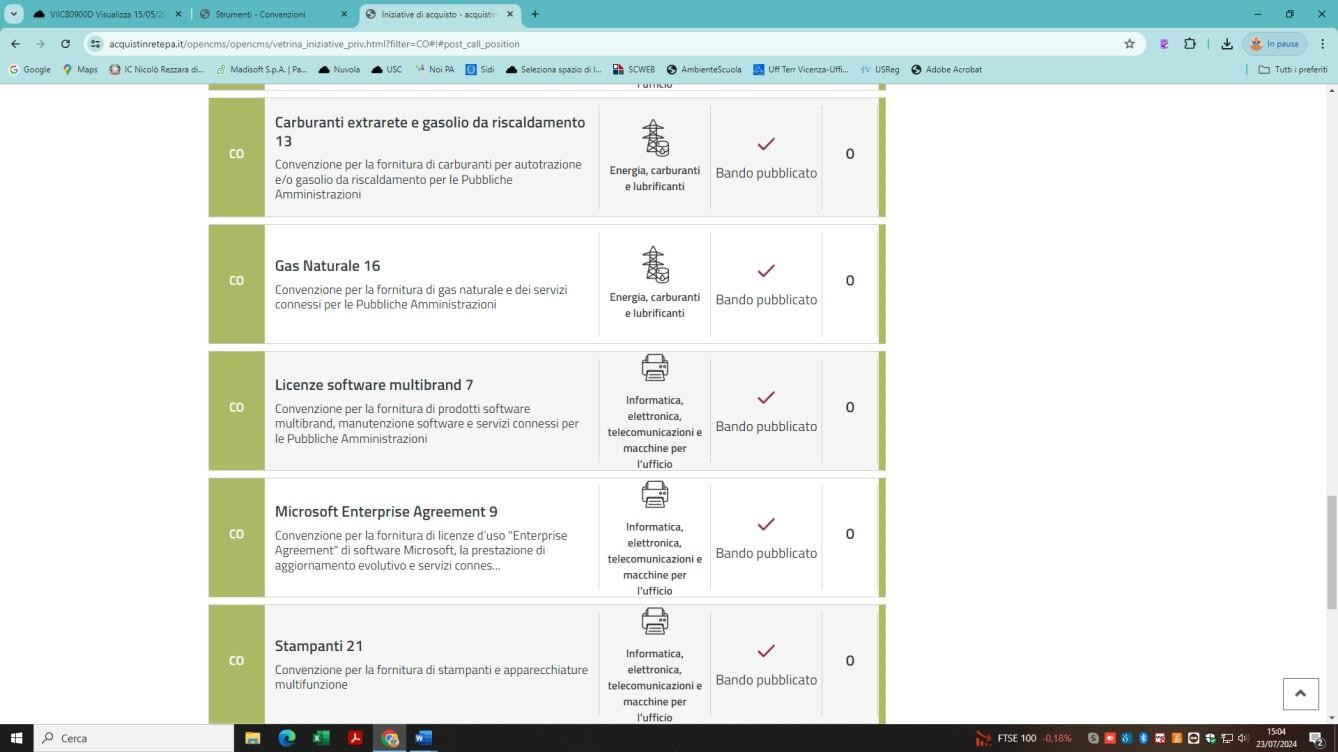 VIIC80900D Visualizza 15/05/20
Strumenti - Convenzioni
Iniziative di acquisto - acquistin
acquistinretepa.it/opencms/opencms/vetrina_iniziative_priv.html?filter=CO#!#post_call_position
In pausa
Google
Maps
IC Nicolò Rezzara di...
Madisoft S.p.A. | Pa...
Nuvola
USC
Noi PA
Sidi
Seleziona spazio di l...
SCWEB
AmbienteScuola
Uff Terr Vicenza-Uffi...
USReg
Adobe Acrobat
Tutti i preferiti
l'ufficio
CO
Carburanti extrarete e gasolio da riscaldamento
13
Convenzione per la fornitura di carburanti per autotrazione
e/o gasolio da riscaldamento per le Pubbliche
Amministrazioni
Energia, carburanti
e lubrificanti
Bando pubblicato
0
CO
Gas Naturale 16
Convenzione per la fornitura di gas naturale e dei servizi
connessi per le Pubbliche Amministrazioni
Energia, carburanti
e lubrificanti
Bando pubblicato
0
CO
Licenze software multibrand 7
Convenzione per la fornitura di prodotti software
multibrand, manutenzione software e servizi connessi per
le Pubbliche Amministrazioni
Informatica,
elettronica,
telecomunicazioni e
macchine per
l'ufficio
Bando pubblicato
0
CO
Microsoft Enterprise Agreement 9
Convenzione per la fornitura di licenze d'uso "Enterprise
Agreement" di software Microsoft, la prestazione di
aggiornamento evolutivo e servizi connes...
Informatica,
elettronica,
telecomunicazioni e
macchine per
l'ufficio
Bando pubblicato
0
CO
Stampanti 21
Convenzione per la fornitura di stampanti e apparecchiature
multifunzione
Informatica,
elettronica,
telecomunicazioni e
macchine per
l'ufficio
Bando pubblicato
0
Cerca
FTSE 100 -0,18%
15:04
23/07/2024